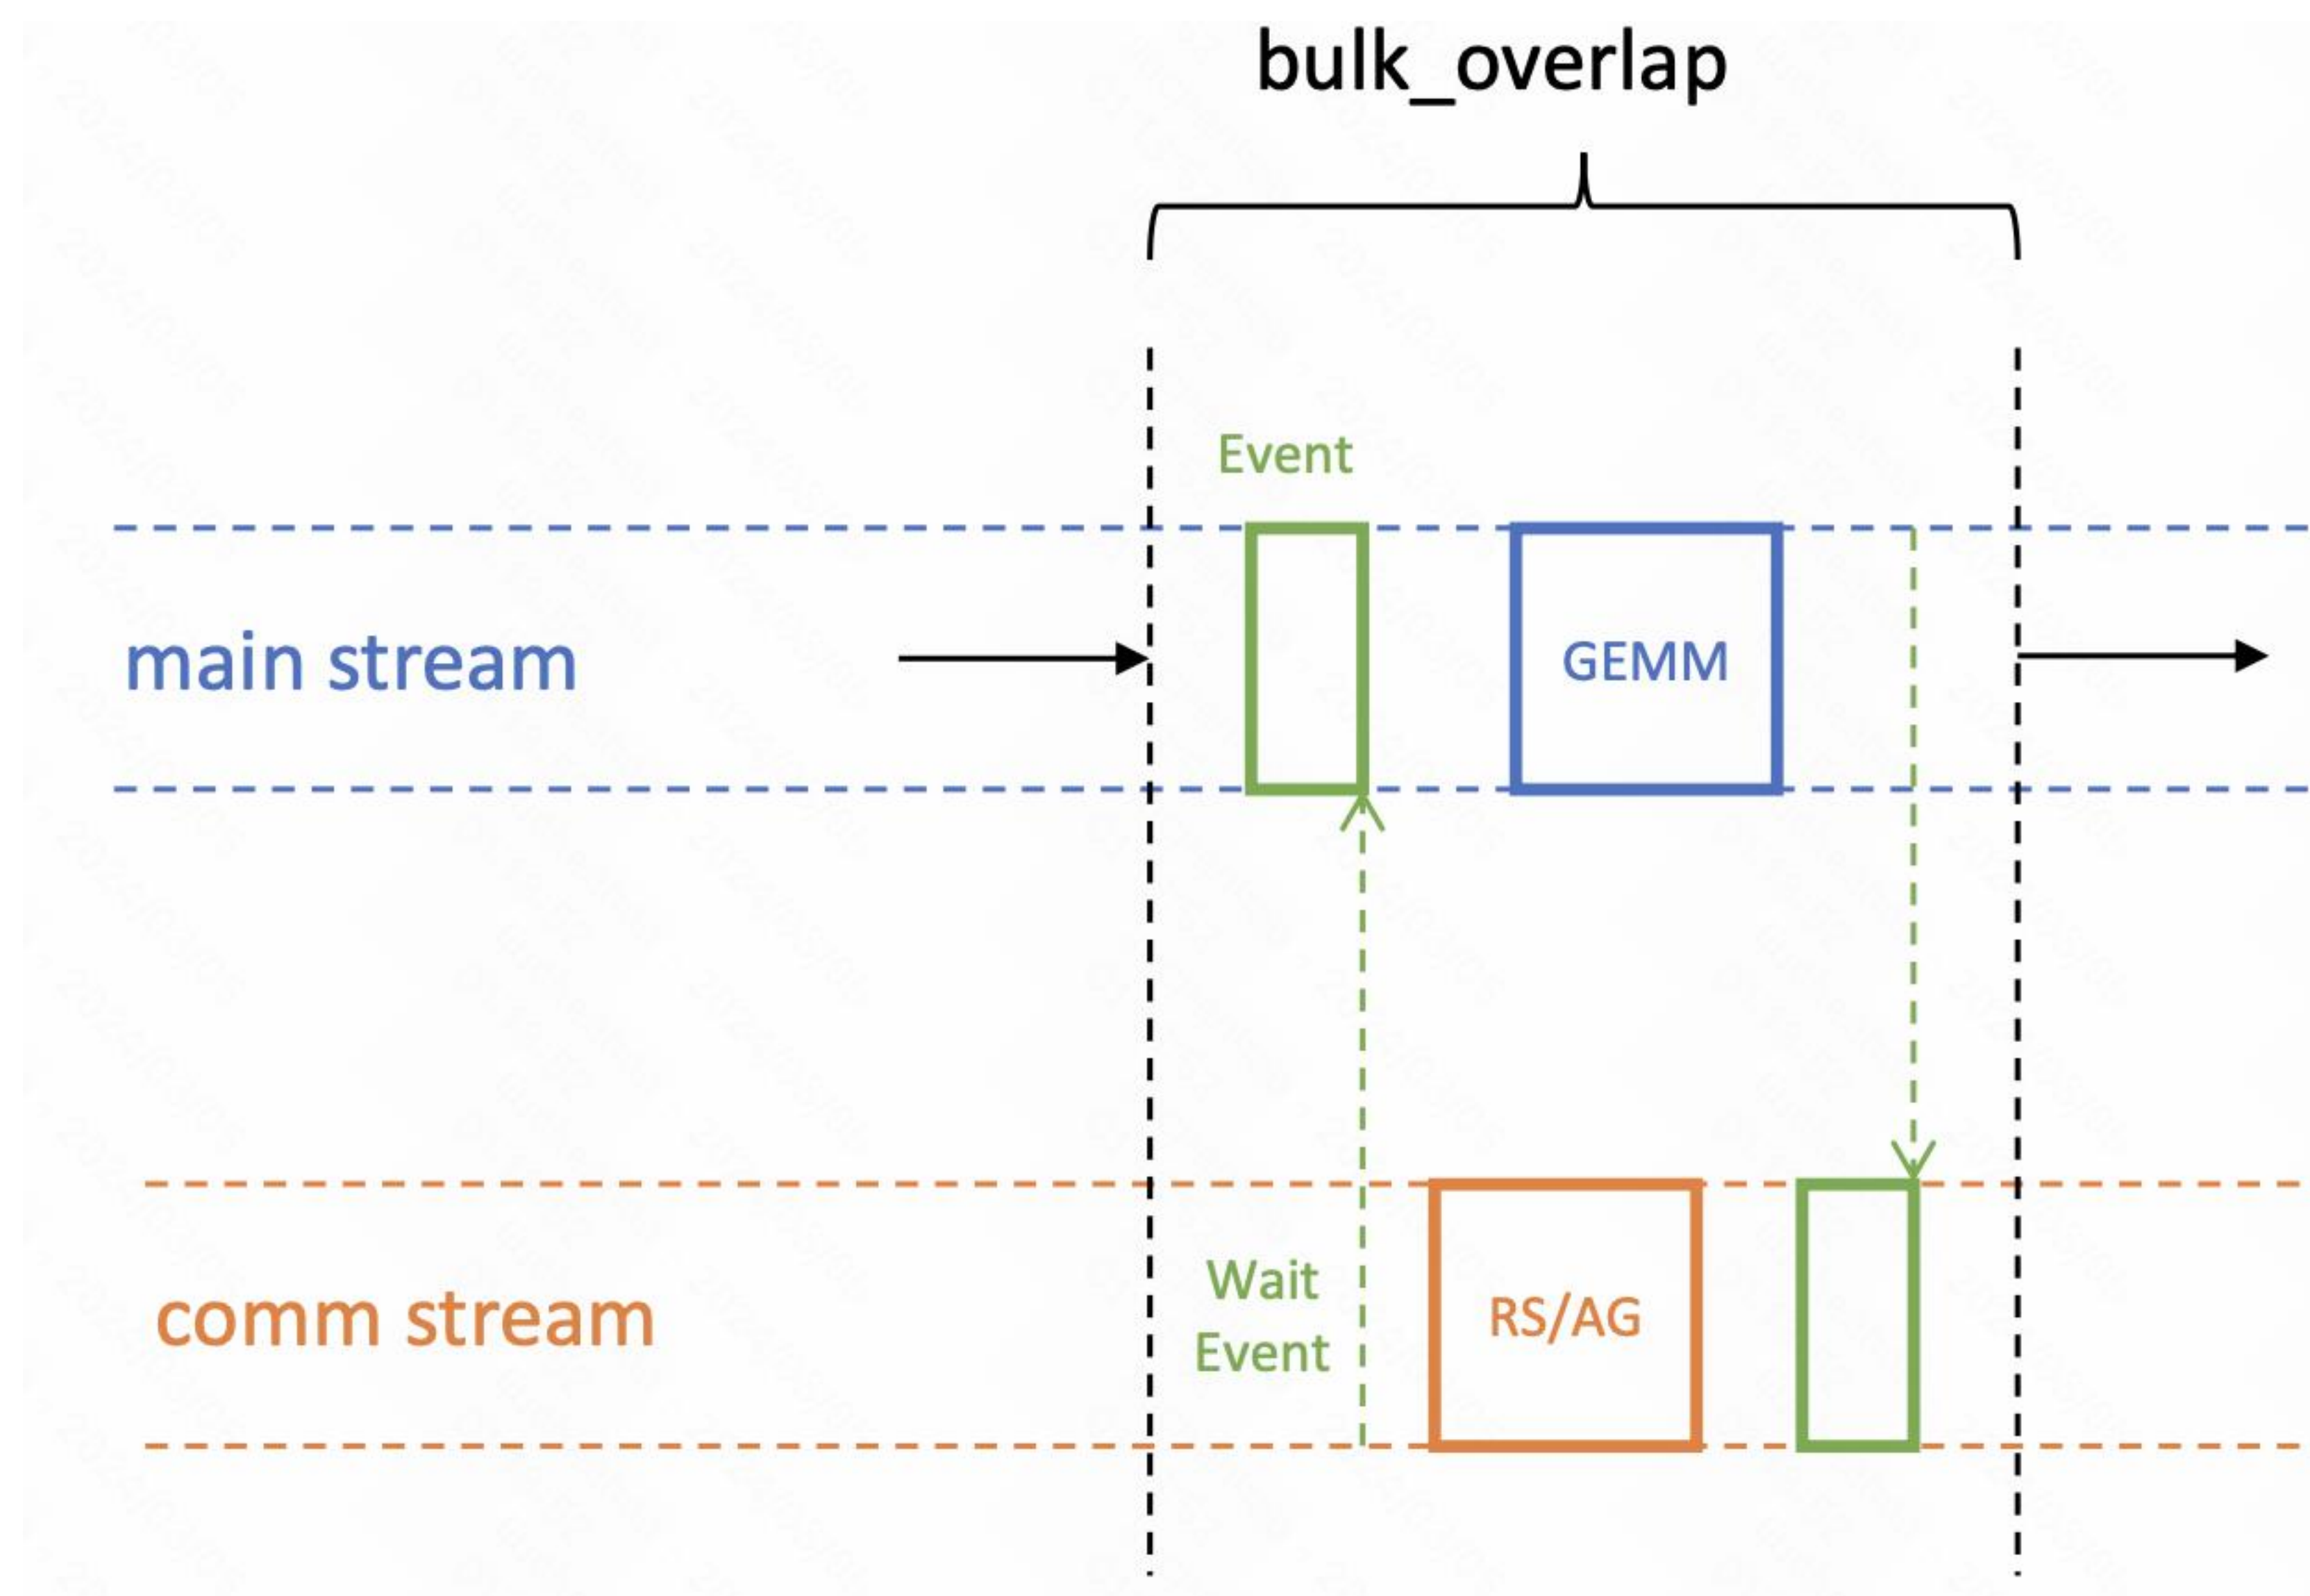 bulk_overlap
Event
main stream
GEMM
Wait
Event
comm stream
RS/AG